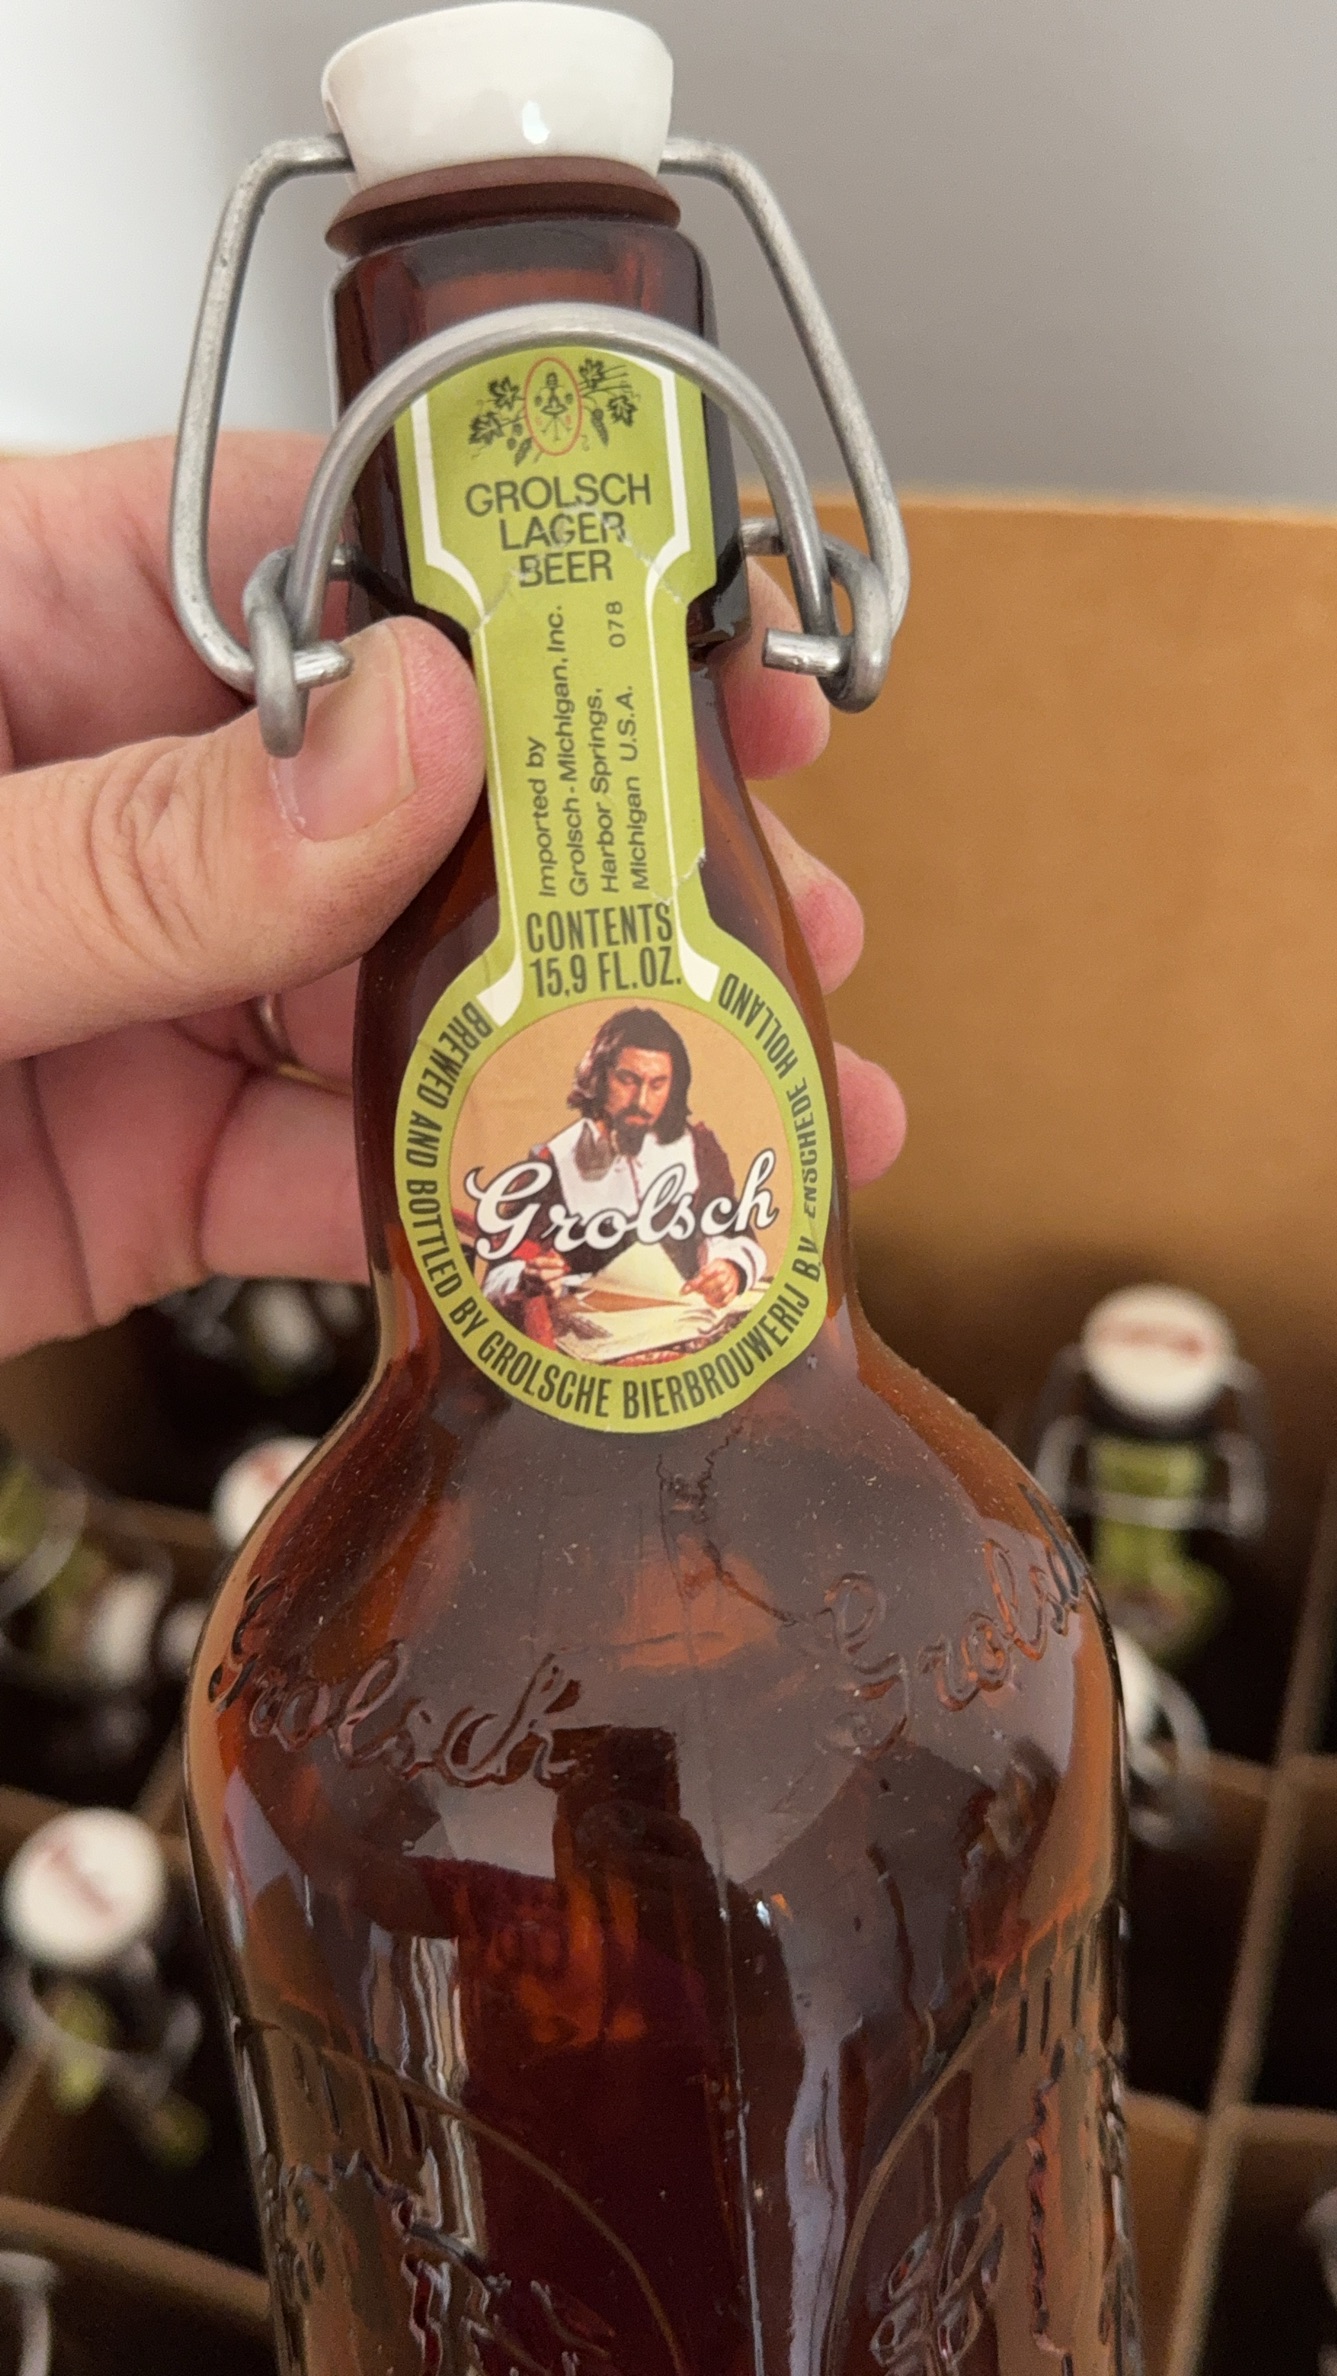 GROLSCH
LAGER
BEER
Imported by
Grolsch-Michigan, Inc.
Harbor Springs,
Michigan U.S.A.
078
CONTENTS
15,9 FL.OZ.
BREWED AND BOTTLED BY GROLSCHE BIERBROUWERIJ B.V. ENSCHEDE HOLLAND
Grolsch
Grolsch
Grolsch